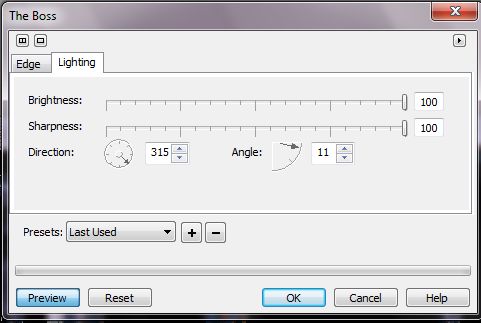 The Boss
Edge Lighting
Brightness: 100
Sharpness: 100
Direction: 315 Angle: 11
Presets: Last Used
Preview Reset OK Cancel Help